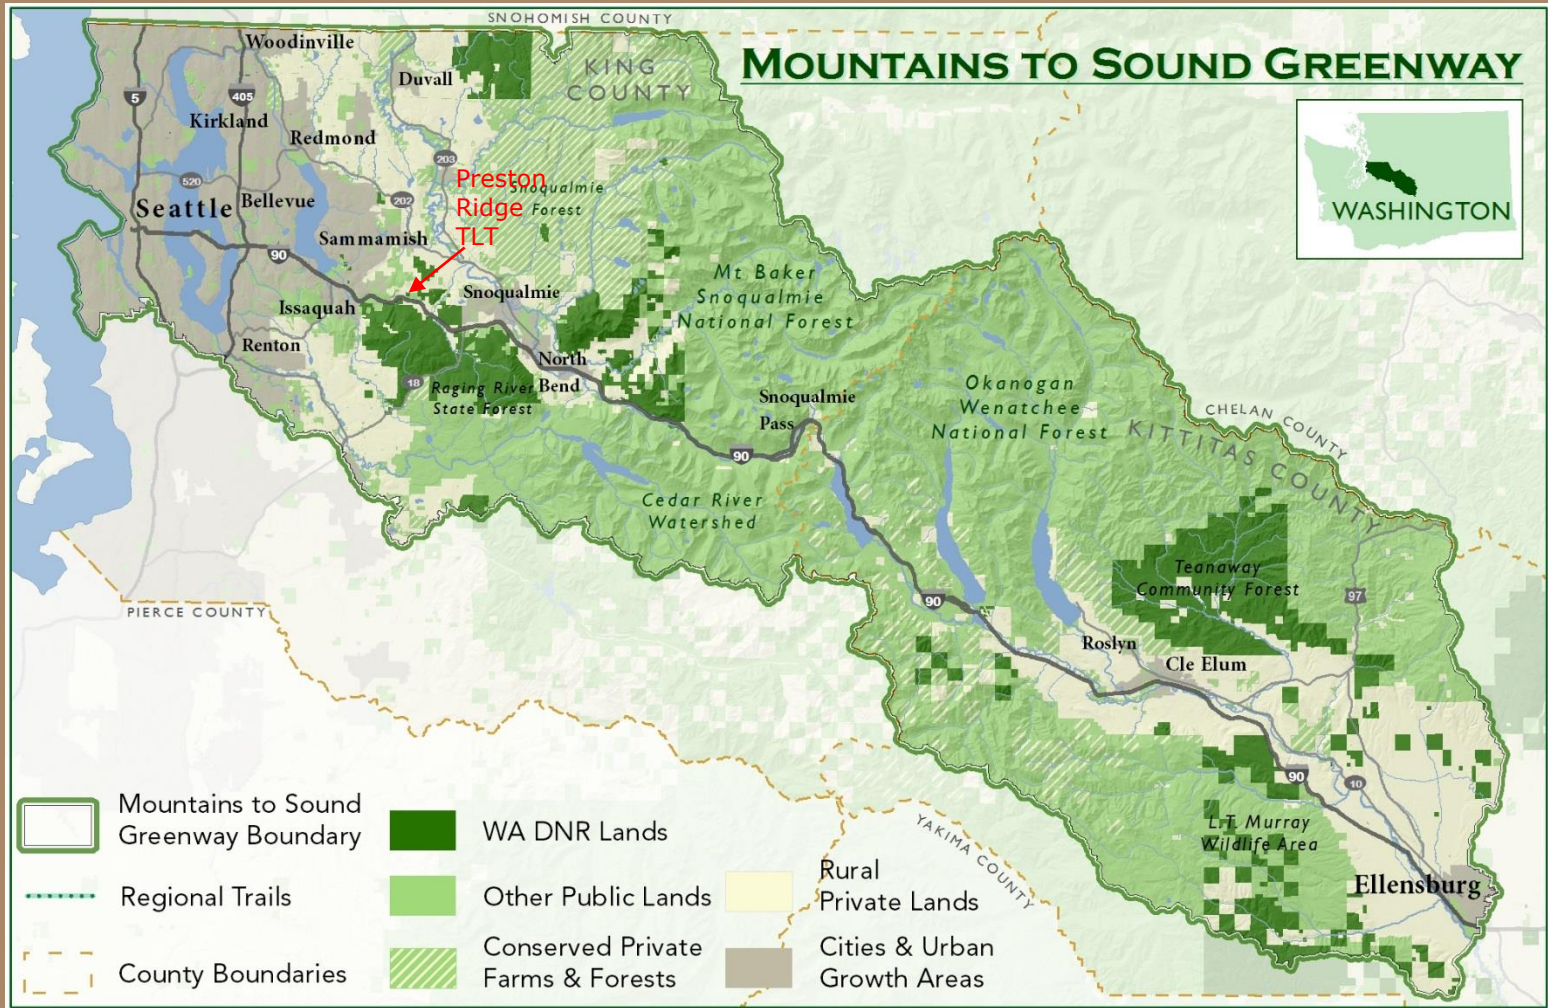 SNOHOMISH COUNTY
MOUNTAINS TO SOUND GREENWAY
Woodinville
Duvall
KING
COUNTY
5
405
Kirkland
Redmond
203
520
Seattle
Bellevue
202
Preston
Ridge
TLT
Snoqualmie
Forest
WASHINGTON
Sammamish
90
Issaquah
Snoqualmie
Mt Baker
Snoqualmie
National Forest
Renton
North
Bend
18
Raging River
State Forest
Snoqualmie
Pass
90
Okanogan
Wenatchee
National Forest
CHELAN COUNTY
KITTITAS COUNTY
Cedar River
Watershed
Teanaway
Community Forest
PIERCE COUNTY
90
97
Roslyn
Cle Elum
90
10
L.T. Murray
Wildlife Area
YAKIMA COUNTY
Ellensburg
Mountains to Sound
Greenway Boundary
Regional Trails
County Boundaries
WA DNR Lands
Other Public Lands
Conserved Private
Farms & Forests
Rural
Private Lands
Cities & Urban
Growth Areas